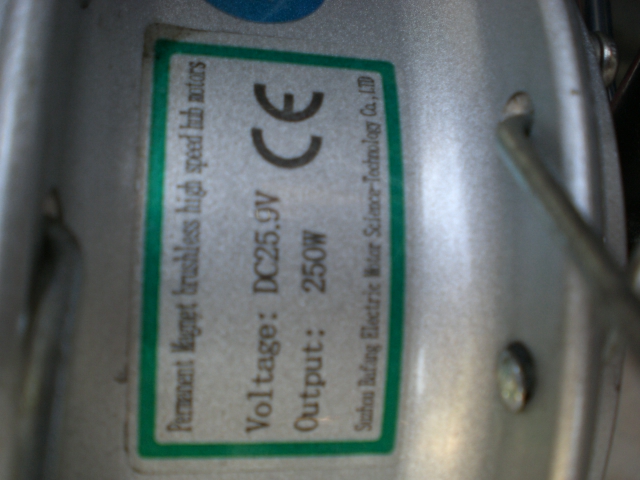 Permanent Magnet brushless high speed hub motors
Voltage: DC25.9V
Output: 250W
CE
Suzhou Bafang Electric Motor Science-Technology Co.,LTD